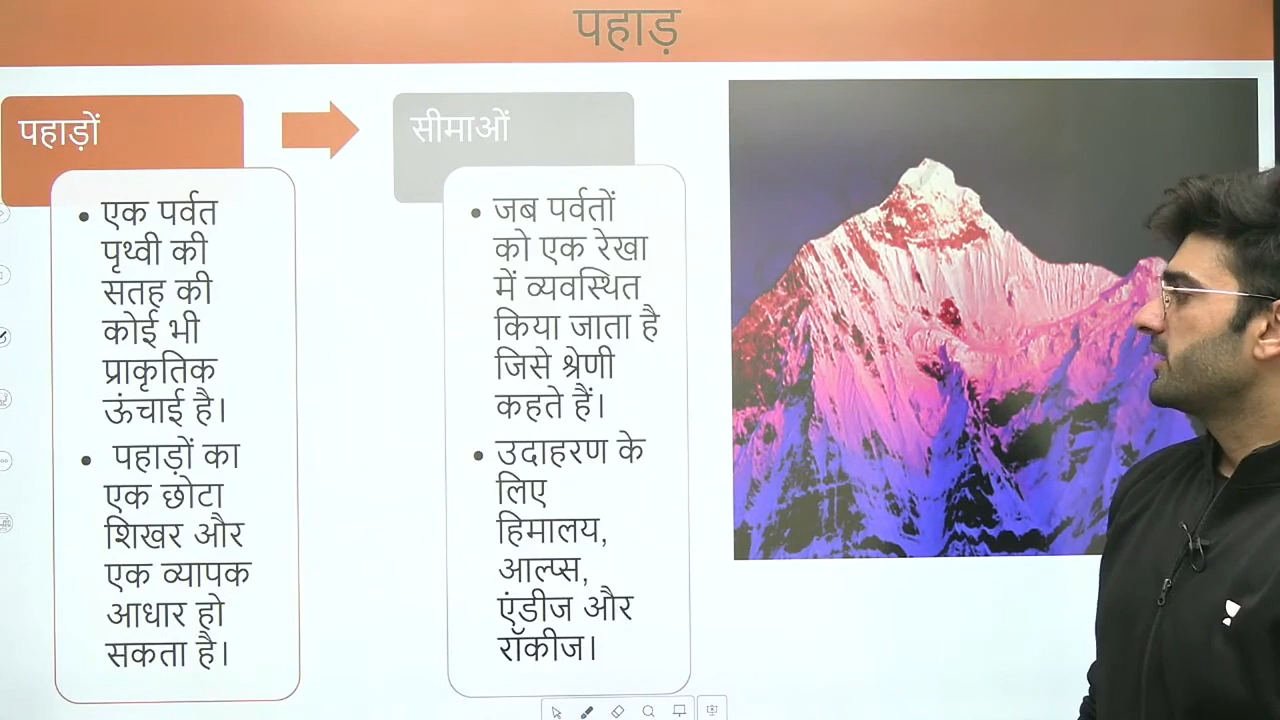 पहाड़
पहाड़ों
सीमाओं
• एक पर्वत
पृथ्वी की
सतह की
कोई भी
प्राकृतिक
ऊंचाई है।
• पहाड़ों का
एक छोटा
शिखर और
एक व्यापक
आधार हो
सकता है।
• जब पर्वतों
को एक रेखा
में व्यवस्थित
किया जाता है
जिसे श्रेणी
कहते हैं।
• उदाहरण के
लिए
हिमालय,
आल्प्स,
एंडीज और
रॉकीज।